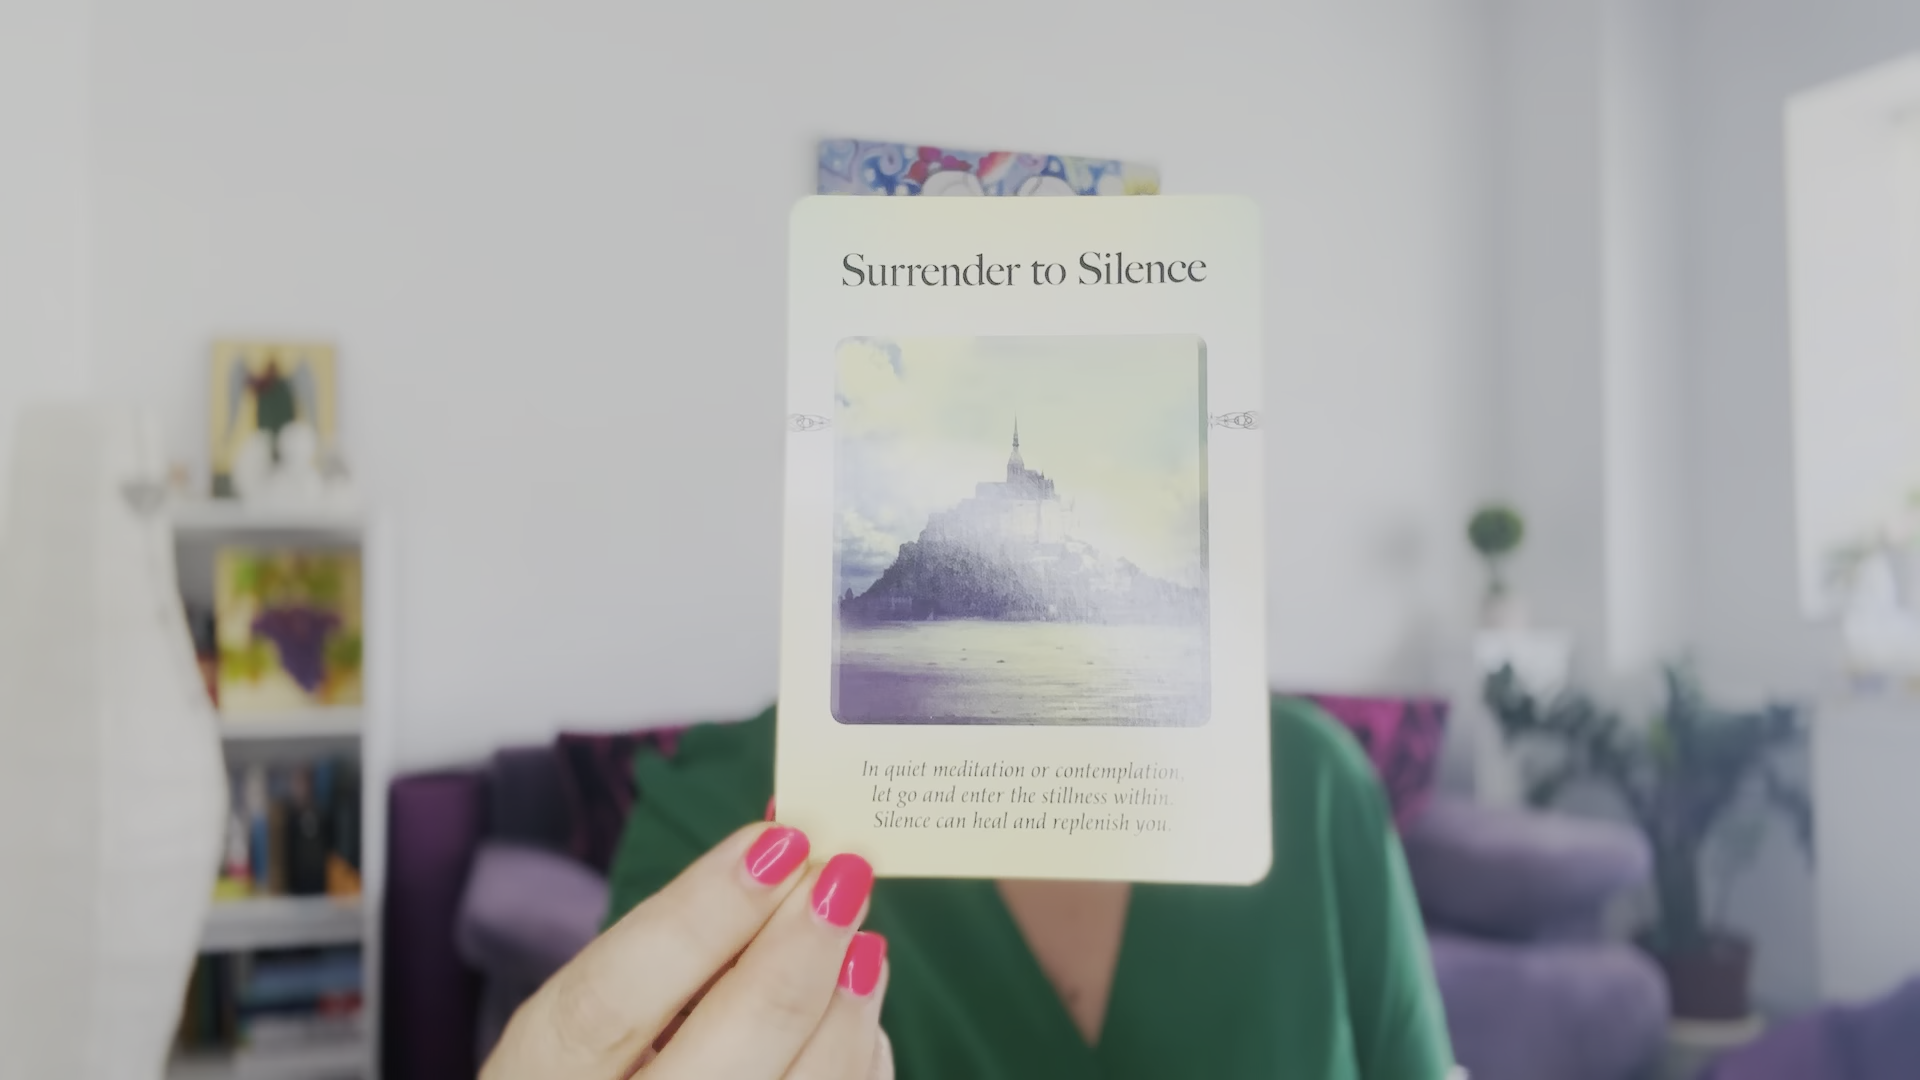 Surrender to Silence
In quiet meditation or contemplation,
let go and enter the stillness within.
Silence can heal and replenish you.